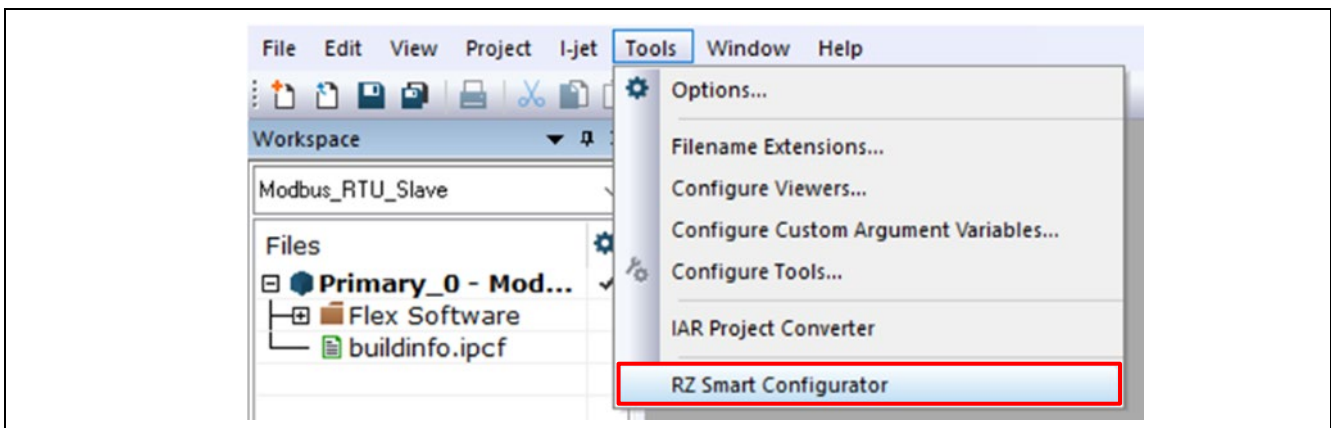 File Edit View Project I-jet Tools Window Help
Options...
Workspace
Filename Extensions...
Modbus_RTU_Slave
Configure Viewers...
Configure Custom Argument Variables...
Files
Configure Tools...
Primary_0 - Mod...
Flex Software
IAR Project Converter
buildinfo.ipcf
RZ Smart Configurator